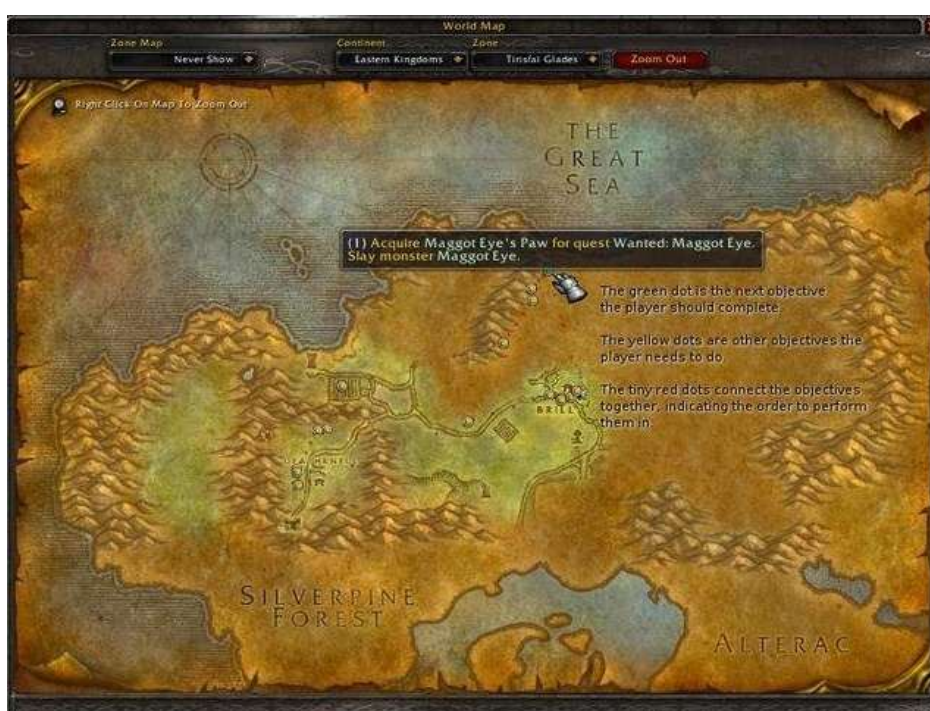 World Map
Zone Map
Continent
Zone
Never Show
Eastern Kingdoms
Tirisfal Glades
Zoom Out
Right Click On Map To Zoom Out
THE
GREAT
SEA
(1) Acquire Maggot Eye's Paw for quest Wanted: Maggot Eye.
Slay monster Maggot Eye.
The green dot is the next objective
the player should complete.
The yellow dots are other objectives the
player needs to do
The tiny red dots connect the objectives
together, indicating the order to perform
them in.
BRILL
SILVERPINE
FOREST
ALTERAC